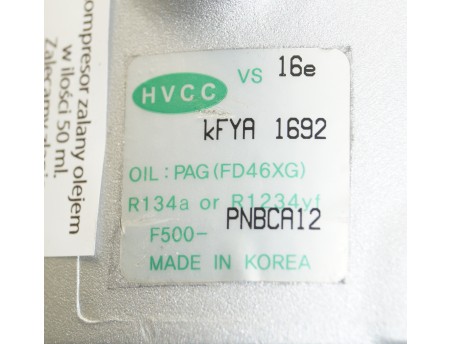 HVCC VS 16e
kFYA 1692
OIL: PAG (FD46XG)
R134a or R1234yf
F500- PNBCA12
MADE IN KOREA
kompresor zalany olejem
w ilości 50 ml.